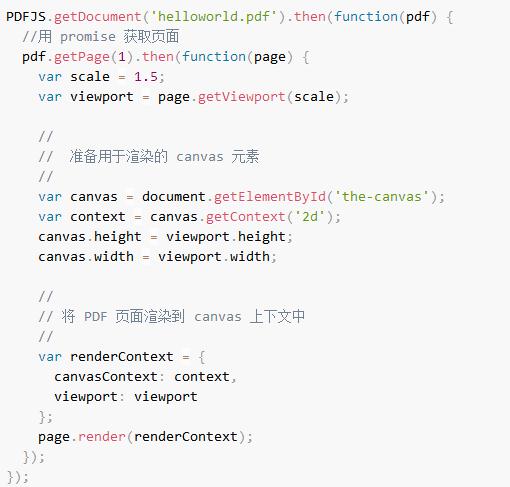 PDFJS.getDocument('helloworld.pdf').then(function(pdf) {
  //用 promise 获取页面
  pdf.getPage(1).then(function(page) {
    var scale = 1.5;
    var viewport = page.getViewport(scale);

    //
    //  准备用于渲染的 canvas 元素
    //
    var canvas = document.getElementById('the-canvas');
    var context = canvas.getContext('2d');
    canvas.height = viewport.height;
    canvas.width = viewport.width;

    //
    // 将 PDF 页面渲染到 canvas 上下文中
    //
    var renderContext = {
      canvasContext: context,
      viewport: viewport
    };
    page.render(renderContext);
  });
});